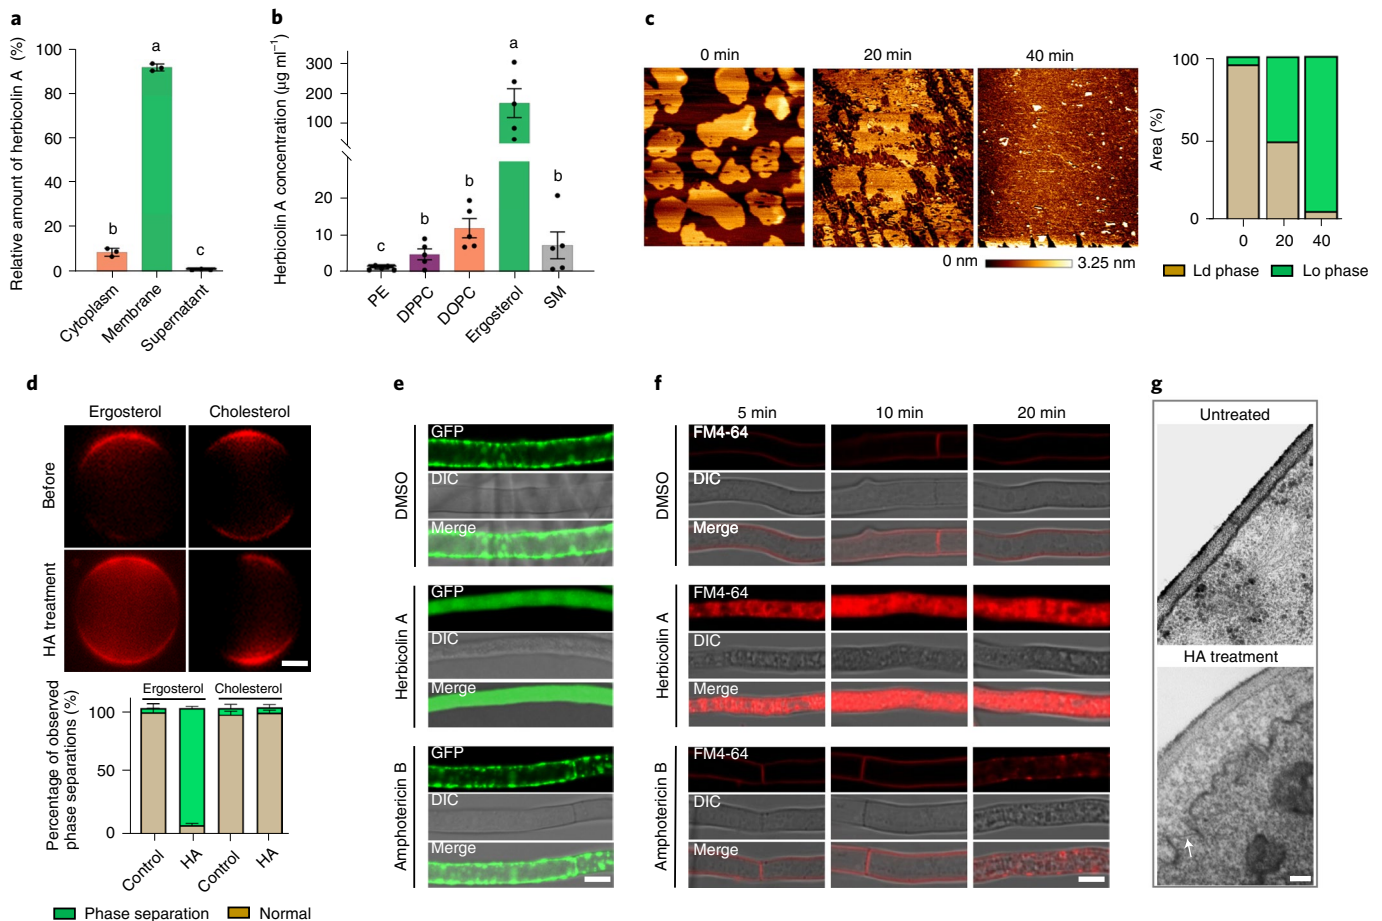 a
Relative amount of herbicolin A (%)
100
80
60
40
20
0
a
b
c
Cytoplasm
Membrane
Supernatant
b
Herbicolin A concentration (µg ml⁻¹)
300
200
100
20
10
0
c
b
b
a
b
PE
DPPC
DOPC
Ergosterol
SM
c
0 min
20 min
40 min
0 nm
3.25 nm
Area (%)
100
50
0
0
20
40
Ld phase
Lo phase
d
Ergosterol
Cholesterol
Before
HA treatment
Percentage of observed
phase separations (%)
Ergosterol
Cholesterol
100
50
0
Control
HA
Control
HA
Phase separation
Normal
e
DMSO
GFP
DIC
Merge
Herbicolin A
GFP
DIC
Merge
Amphotericin B
GFP
DIC
Merge
f
5 min
10 min
20 min
DMSO
FM4-64
DIC
Merge
Herbicolin A
FM4-64
DIC
Merge
Amphotericin B
FM4-64
DIC
Merge
g
Untreated
HA treatment